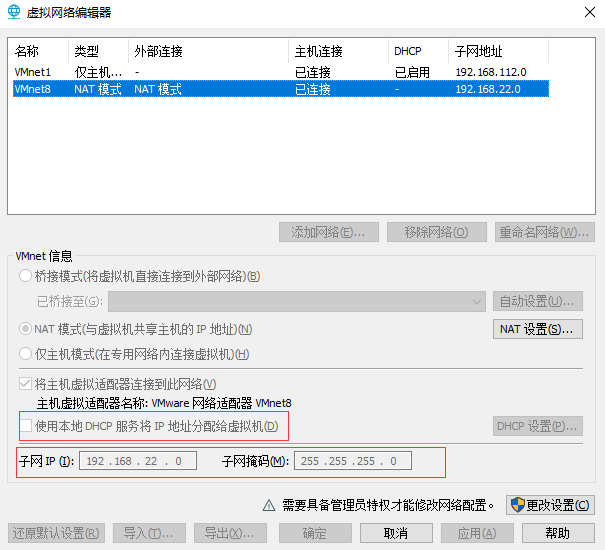 虚拟网络编辑器
名称 类型 外部连接 主机连接 DHCP 子网地址
VMnet1 仅主机... - 已连接 已启用 192.168.112.0
VMnet8 NAT 模式 NAT 模式 已连接 - 192.168.22.0
添加网络(E)... 移除网络(O) 重命名网络(W)...
VMnet 信息
桥接模式(将虚拟机直接连接到外部网络)(B)
已桥接至(G): 自动设置(U)...
NAT 模式(与虚拟机共享主机的 IP 地址)(N) NAT 设置(S)...
仅主机模式(在专用网络内连接虚拟机)(H)
将主机虚拟适配器连接到此网络(V)
主机虚拟适配器名称: VMware 网络适配器 VMnet8
使用本地 DHCP 服务将 IP 地址分配给虚拟机(D) DHCP 设置(P)...
子网 IP (I): 192 . 168 . 22 . 0 子网掩码(M): 255 . 255 . 255 . 0
需要具备管理员特权才能修改网络配置。 更改设置(C)
还原默认设置(R) 导入(T)... 导出(X)... 确定 取消 应用(A) 帮助